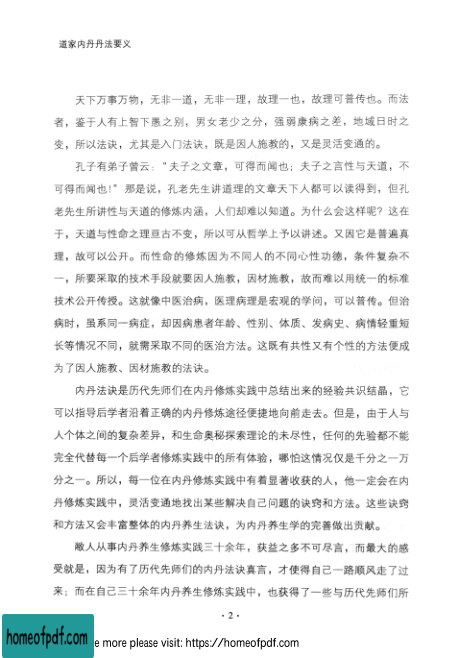 道家内丹丹法要义
天下万事万物，无非一道，无非一理，故理一也，故理可普传也。而法
者，鉴于人有上智下愚之别，男女老少之分，强弱康病之差，地域日时之
变，所以法诀，尤其是入门法诀，既是因人施教的，又是灵活变通的。
孔子有弟子曾云：“夫子之文章，可得而闻也；夫子之言性与天道，不
可得而闻也！”那是说，孔老先生讲道理的文章天下人都可以读得到，但孔
老先生所讲性与天道的修炼内涵，人们却难以知道。为什么会这样呢？这在
于，天道与性命之理亘古不变，所以可从哲学上予以讲述。又因它是普遍真
理，故可以公开。而性命的修炼因为不同人的不同心性功德，条件复杂不
一，所要采取的技术手段就要因人施教，因材施教，故而难以用统一的标准
技术公开传授。这就像中医治病，医理病理是宏观的学问，可以普传。但治
病时，虽系同一病症，却因病患者年龄、性别、体质、发病史、病情轻重短
长等情况不同，就需采取不同的医治方法。这既有共性又有个性的方法便成
为了因人施教、因材施教的法诀。
内丹法诀是历代先师们在内丹修炼实践中总结出来的经验共识结晶，它
可以指导后学者沿着正确的内丹修炼途径便捷地向前走去。但是，由于人与
人个体之间的复杂差异，和生命奥秘探索理论的未尽性，任何的先验都不能
完全代替每一个后学者修炼实践中的所有体验，哪怕这情况仅是千分之一万
分之一。所以，每一位在内丹修炼实践中有着显著收获的人，他一定会在内
丹修炼实践中，灵活变通地找出某些解决自己问题的诀窍和方法。这些诀窍
和方法又会丰富整体的内丹养生法诀，为内丹养生学的完善做出贡献。
敝人从事内丹养生修炼实践三十余年，获益之多不可尽言，而最大的感
受就是，因为有了历代先师们的内丹法诀真言，才使得自己一路顺风走了过
来；而在自己三十余年内丹养生修炼实践中，也获得了一些与历代先师们所
· 2 ·
homeofpdf.com
e more please visit: https://homeofpdf.com